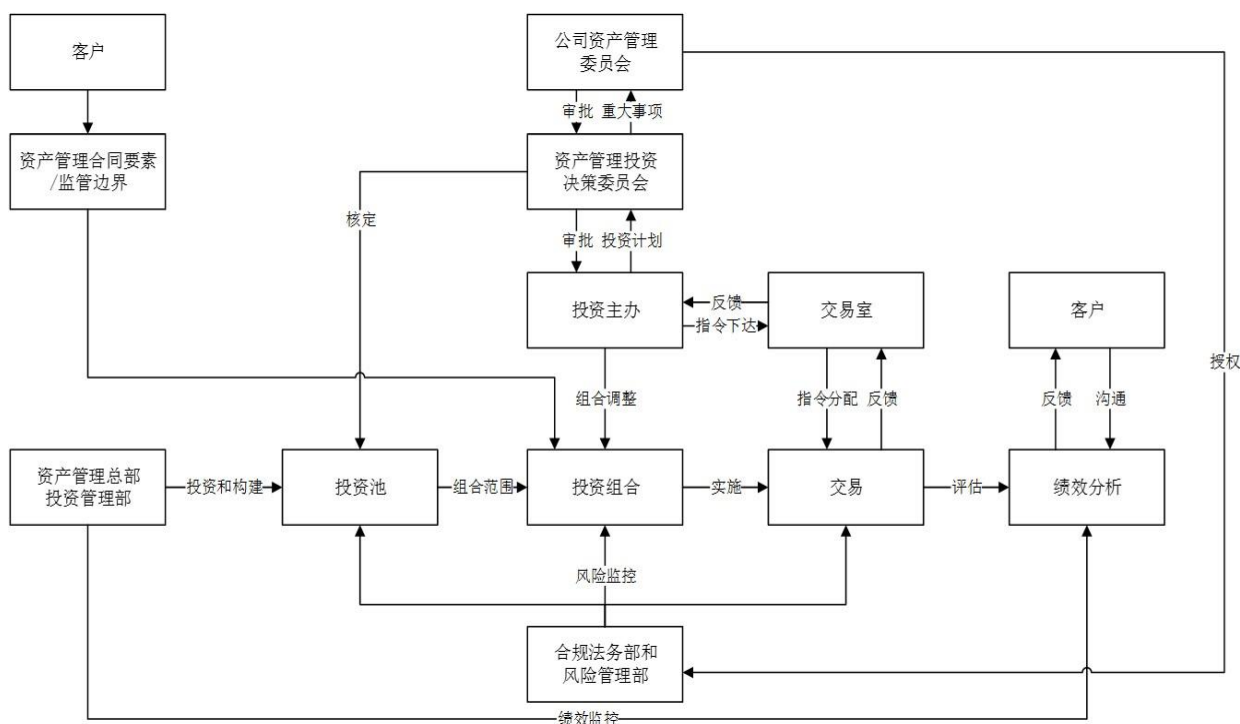 客户
公司资产管理
委员会
审批 重大事项
资产管理合同要素
/监管边界
资产管理投资
决策委员会
核定
审批 投资计划
投资主办
反馈
指令下达
交易室
客户
授权
组合调整
指令分配
反馈
反馈
沟通
资产管理总部
投资管理部
投资和构建
投资池
组合范围
投资组合
实施
交易
评估
绩效分析
风险监控
合规法务部和
风险管理部
绩效监控